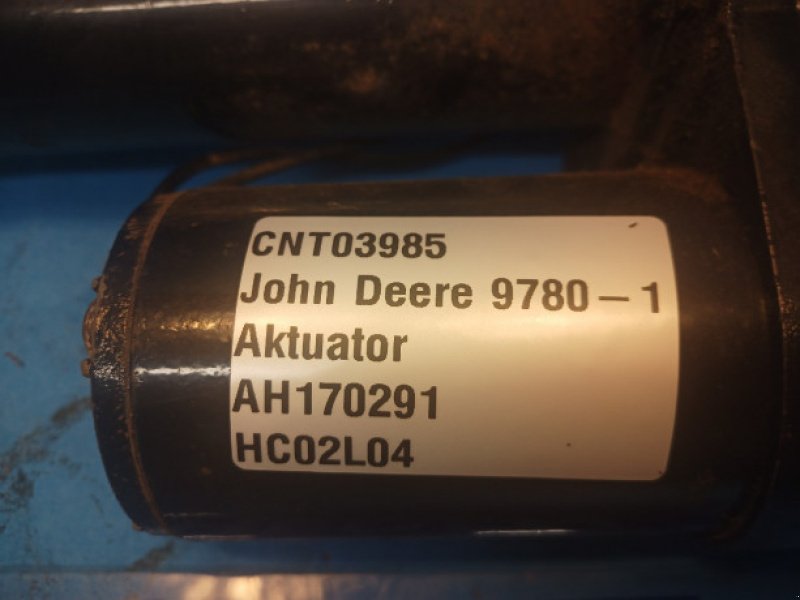 CNT03985
John Deere 9780-1
Aktuator
AH170291
HC02L04